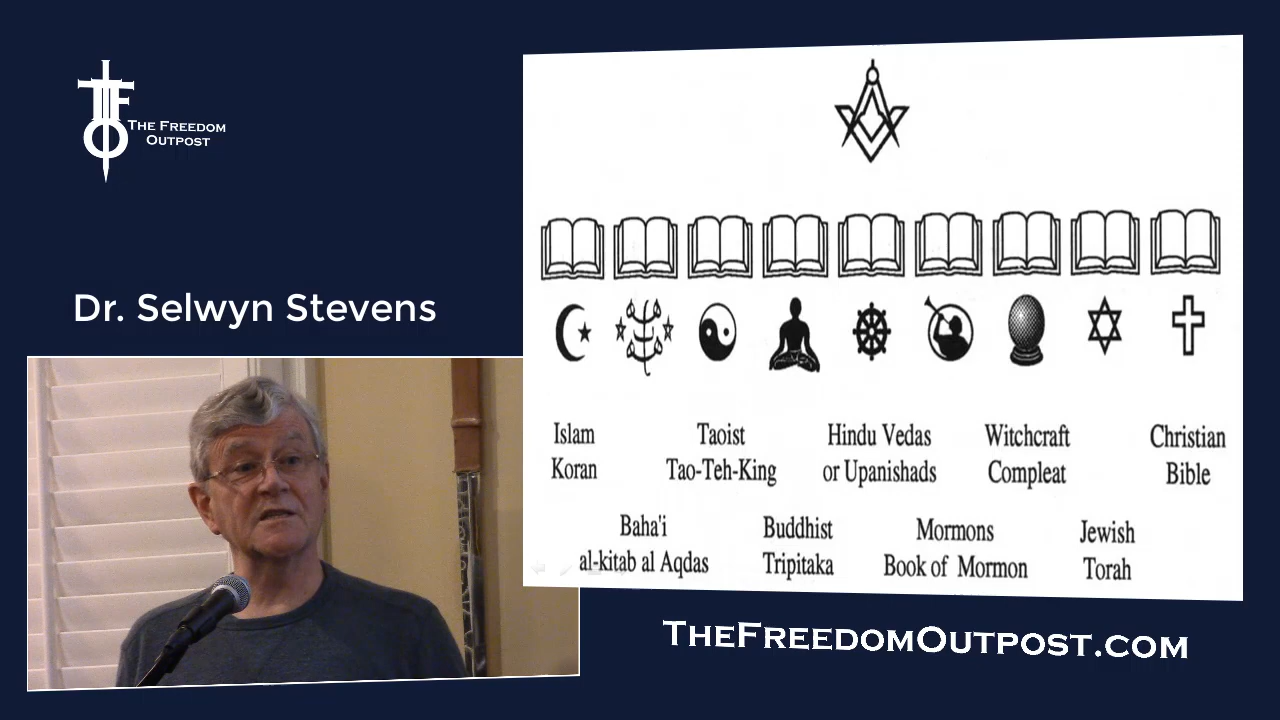 The Freedom
Outpost
Dr. Selwyn Stevens
Islam
Koran
Taoist
Tao-Teh-King
Hindu Vedas
or Upanishads
Witchcraft
Compleat
Christian
Bible
Baha'i
al-kitab al Aqdas
Buddhist
Tripitaka
Mormons
Book of Mormon
Jewish
Torah
TheFreedomOutpost.com